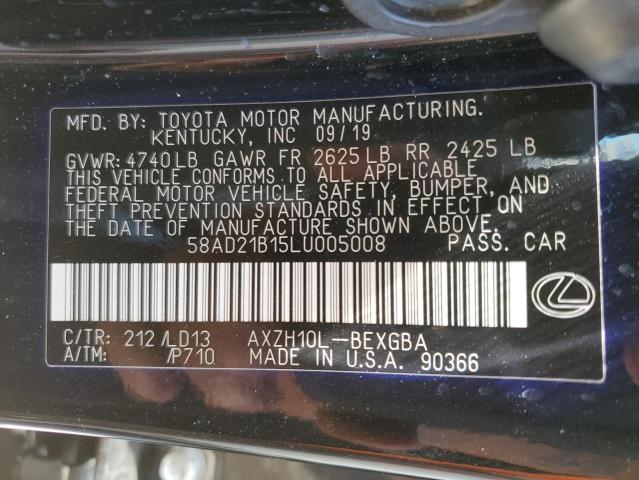 MFD. BY: TOYOTA MOTOR MANUFACTURING.
KENTUCKY, INC 09/19
GVWR: 4740 LB GAWR FR 2625 LB RR 2425 LB
THIS VEHICLE CONFORMS TO ALL APPLICABLE
FEDERAL MOTOR VEHICLE SAFETY, BUMPER, AND
THEFT PREVENTION STANDARDS IN EFFECT ON
THE DATE OF MANUFACTURE SHOWN ABOVE.
58AD21B15LU005008 PASS. CAR
C/TR: 212 /LD13 AXZH10L-BEXGBA
A/TM: /P710 MADE IN U.S.A. 90366